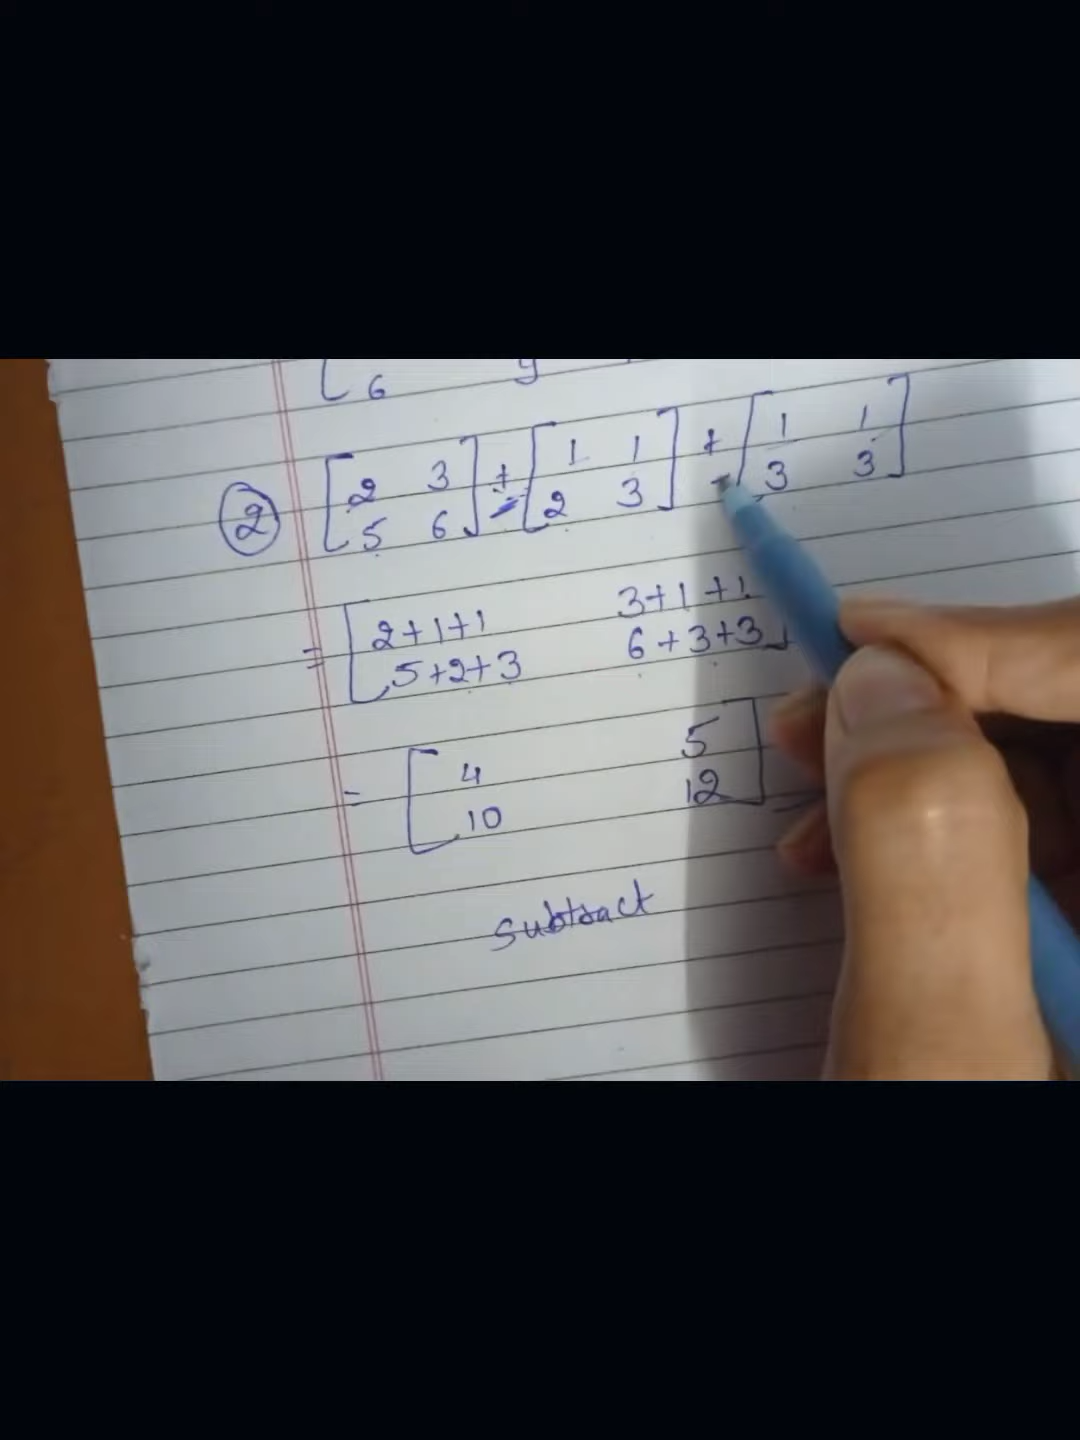 6 9
② [2 3] + [1 1] + [1 1]
[5 6] - [2 3] - [3 3]
= [2+1+1 3+1+1
5+2+3 6+3+3]
= [4 5]
[10 12]
subtract